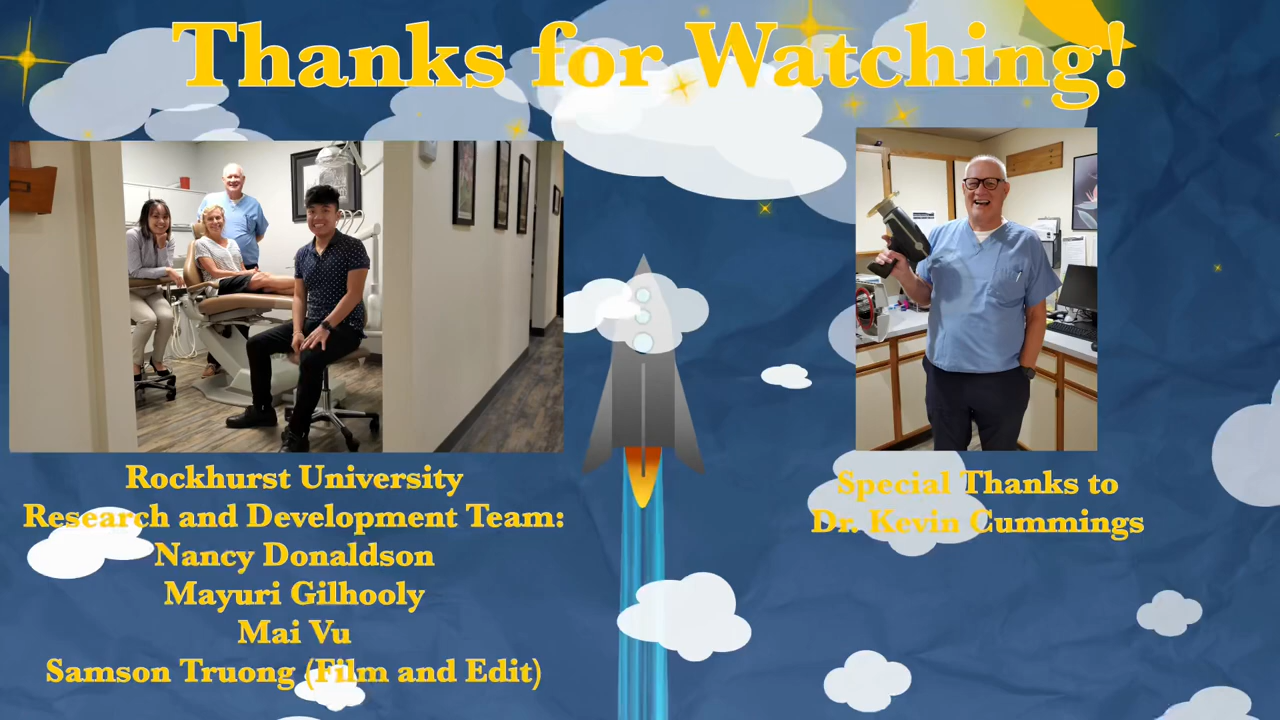 Thanks for Watching!
Rockhurst University
Research and Development Team:
Nancy Donaldson
Mayuri Gilhooly
Mai Vu
Samson Truong (Film and Edit)
Special Thanks to
Dr. Kevin Cummings